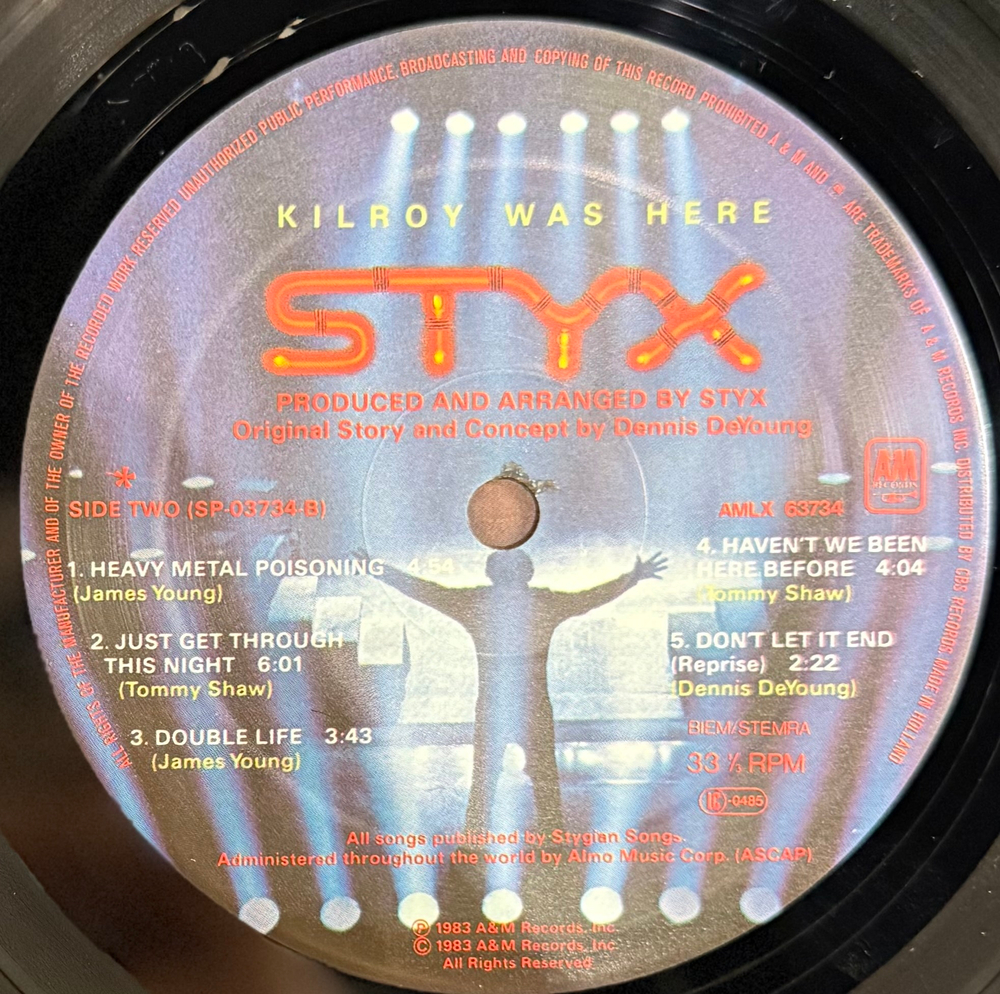 ALL RIGHTS OF THE MANUFACTURER AND OF THE OWNER OF THE RECORDED WORK RESERVED UNAUTHORIZED PUBLIC PERFORMANCE. BROADCASTING AND COPYING OF THIS RECORD PROHIBITED A & M AND ® ARE TRADEMARKS OF A & M RECORDS INC. DISTRIBUTED BY CBS RECORDS MADE IN HOLLAND
KILROY WAS HERE
STYX
PRODUCED AND ARRANGED BY STYX
Original Story and Concept by Dennis DeYoung
*
SIDE TWO (SP-03734-B)
1. HEAVY METAL POISONING 4:54
(James Young)
2. JUST GET THROUGH
THIS NIGHT 6:01
(Tommy Shaw)
3. DOUBLE LIFE 3:43
(James Young)
AM
RECORDS
AMLX 63734
4. HAVEN'T WE BEEN
HERE BEFORE 4:04
(Tommy Shaw)
5. DON'T LET IT END
(Reprise) 2:22
(Dennis DeYoung)
BIEM/STEMRA
33 ⅓ RPM
LC-0485
All songs published by Stygian Songs.
Administered throughout the world by Almo Music Corp. (ASCAP)
℗ 1983 A&M Records, Inc.
© 1983 A&M Records, Inc.
All Rights Reserved